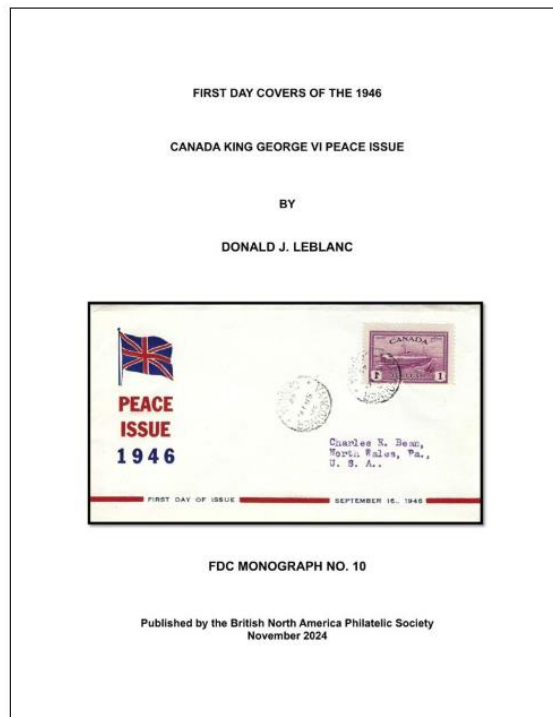 FIRST DAY COVERS OF THE 1946
CANADA KING GEORGE VI PEACE ISSUE
BY
DONALD J. LEBLANC
CANADA
1 1
PEACE
ISSUE
1946
Charles E. Bean,
North Wales, Pa.,
U. S. A..
FIRST DAY OF ISSUE
SEPTEMBER 16, 1946
FDC MONOGRAPH NO. 10
Published by the British North America Philatelic Society
November 2024